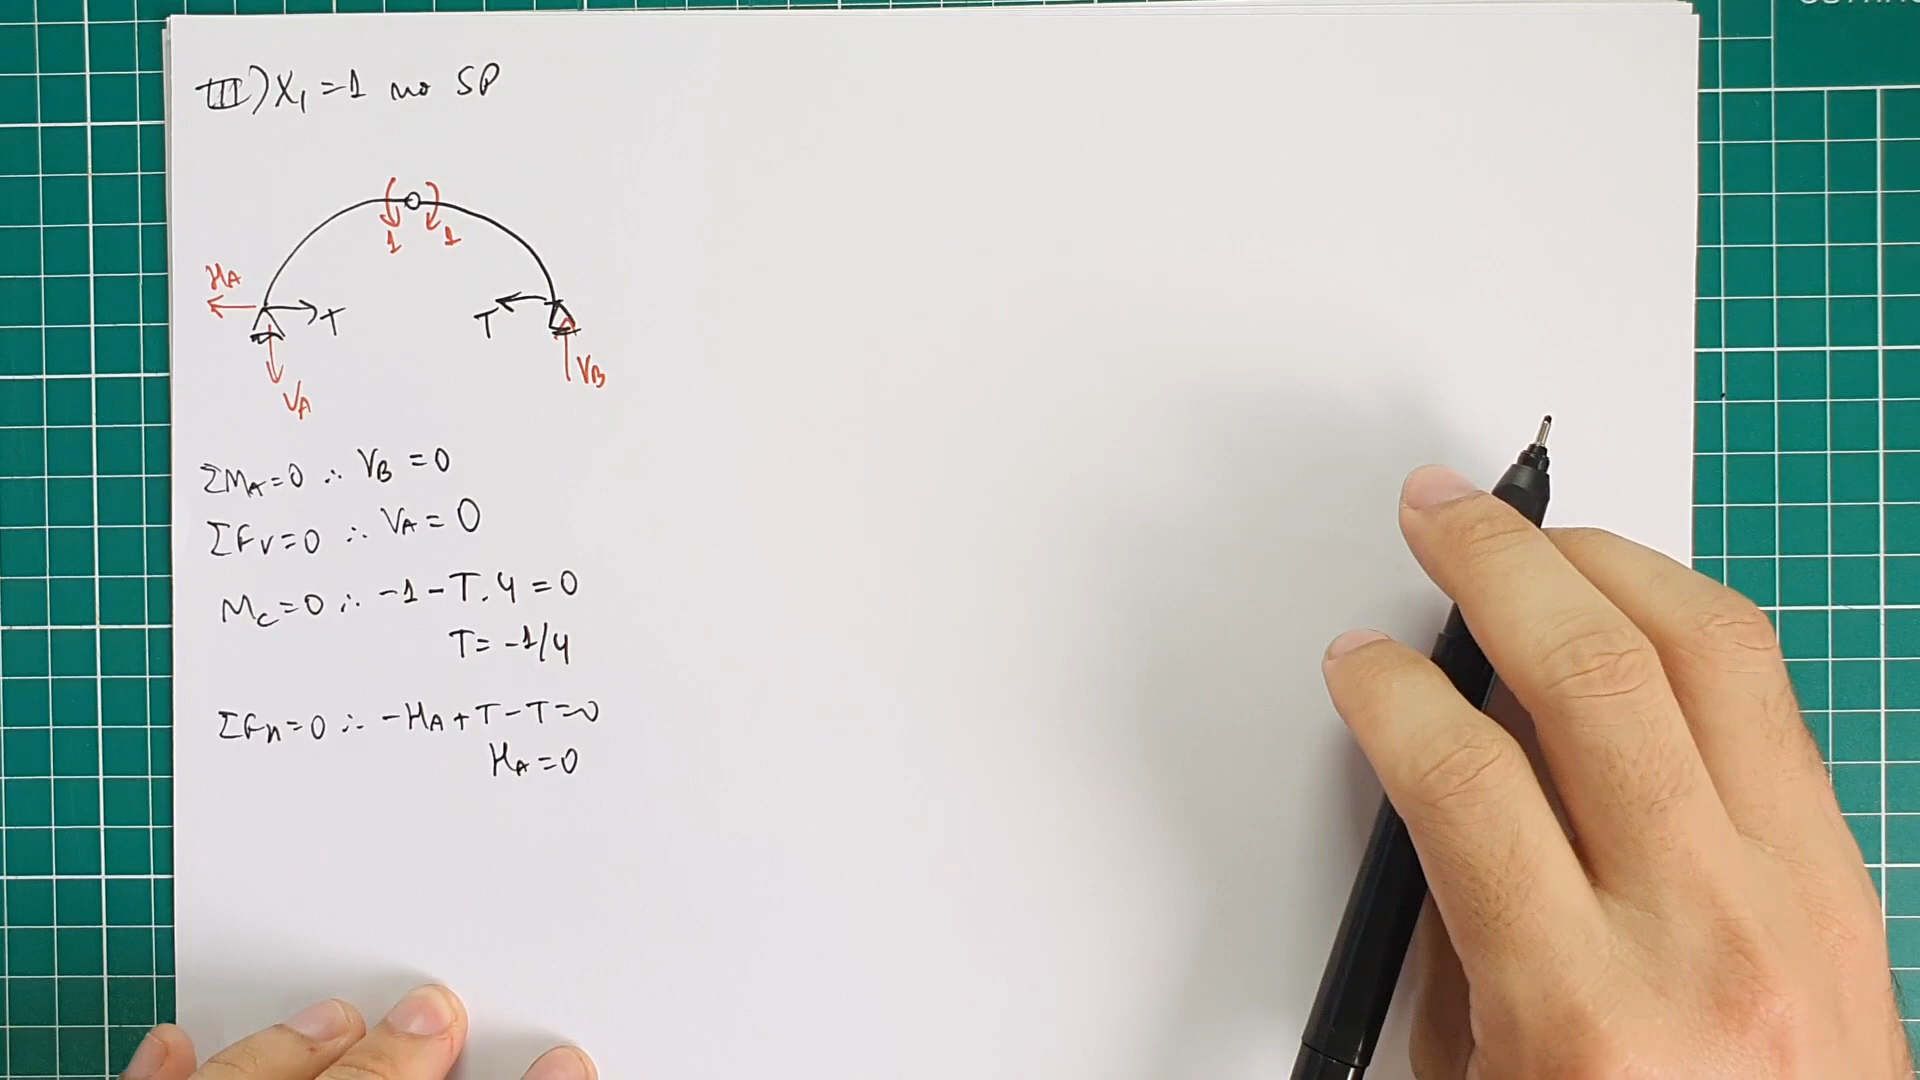 III) X₁ = 1 no SP
1 1
HA
T T
VA VB
ΣMA = 0 ∴ VB = 0
ΣFV = 0 ∴ VA = 0
MC = 0 ∴ -1 - T.4 = 0
T = -1/4
ΣFH = 0 ∴ -HA + T - T = 0
HA = 0